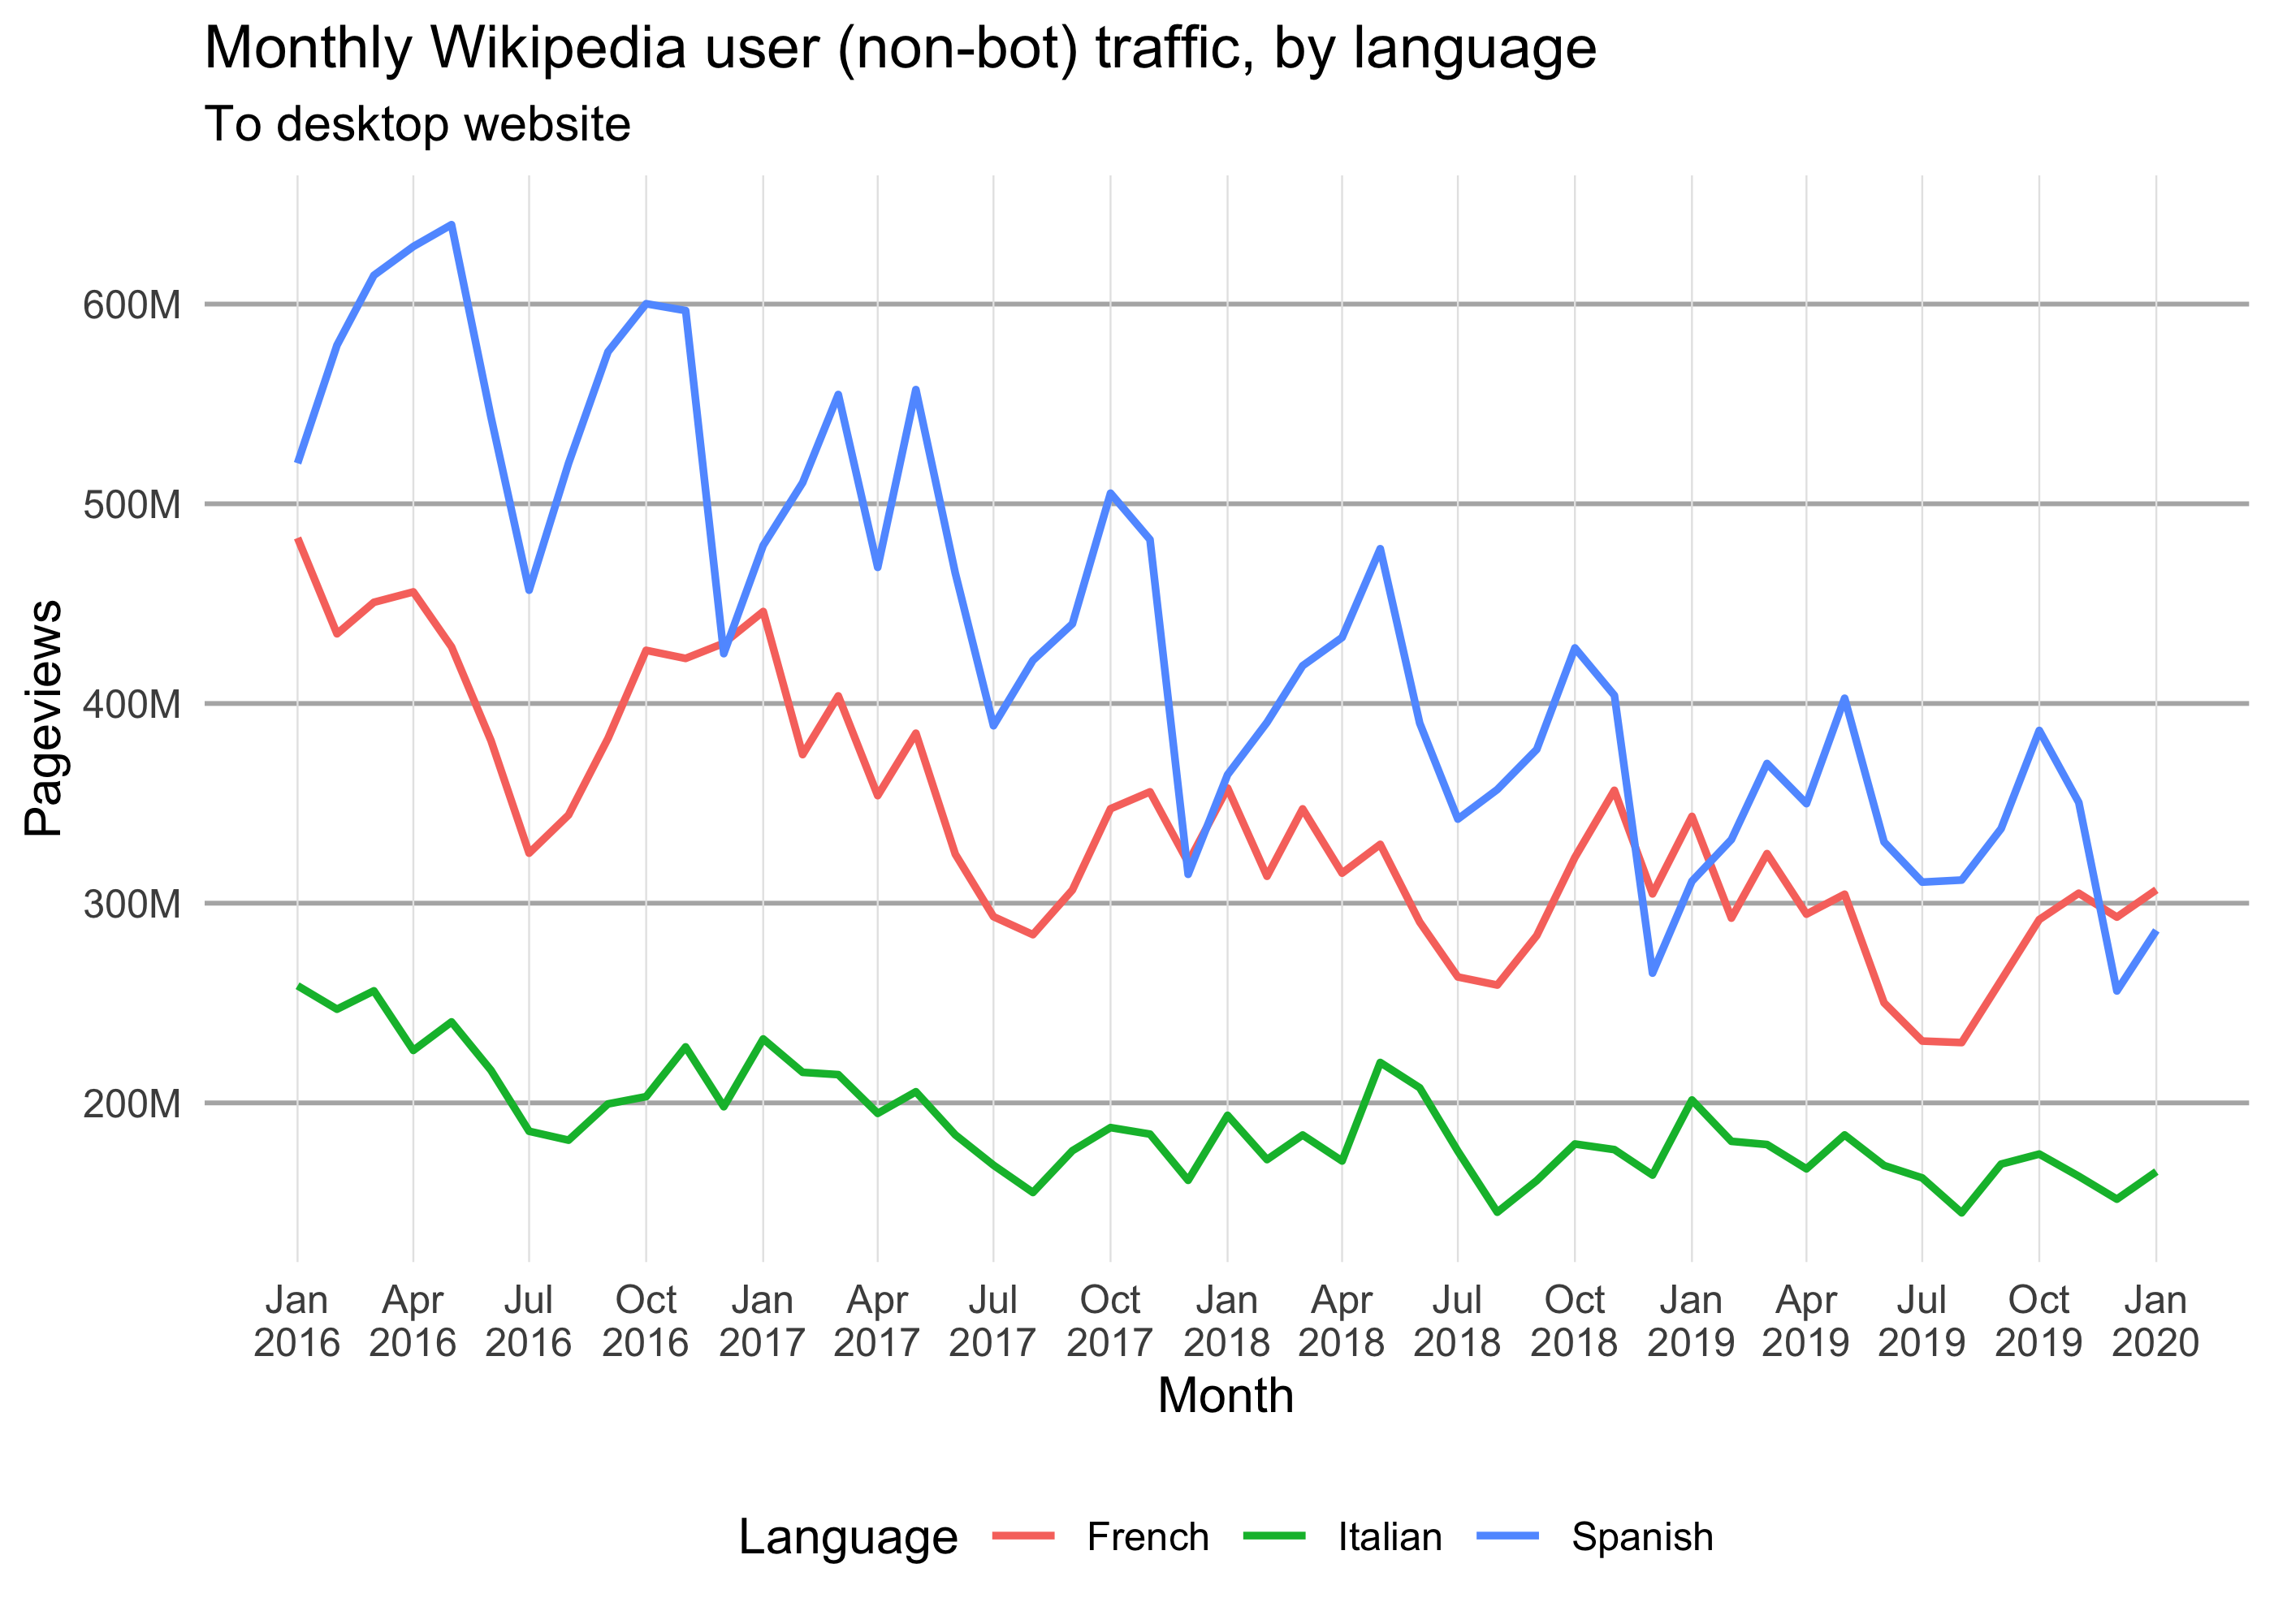 Monthly Wikipedia user (non-bot) traffic, by language
To desktop website
Pageviews
600M
500M
400M
300M
200M
Jan Apr Jul Oct Jan Apr Jul Oct Jan Apr Jul Oct Jan Apr Jul Oct Jan
2016 2016 2016 2016 2017 2017 2017 2017 2018 2018 2018 2018 2019 2019 2019 2019 2020
Month
Language French Italian Spanish